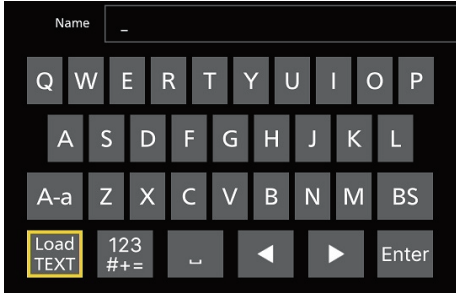 Name _
Q W E R T Y U I O P
A S D F G H J K L
A-a Z X C V B N M BS
Load 123 ␣ ◀ ▶ Enter
TEXT #+=